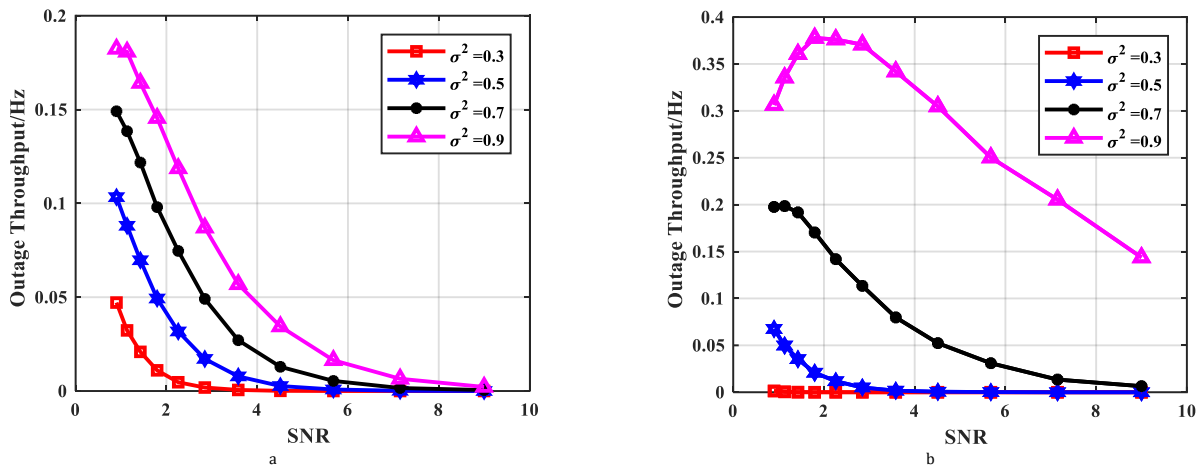 0.2
0.15
0.1
0.05
0
0 2 4 6 8 10
Outage Throughput/Hz
SNR
σ² =0.3
σ² =0.5
σ² =0.7
σ² =0.9
a
0.4
0.35
0.3
0.25
0.2
0.15
0.1
0.05
0
0 2 4 6 8 10
Outage Throughput/Hz
SNR
σ² =0.3
σ² =0.5
σ² =0.7
σ² =0.9
b